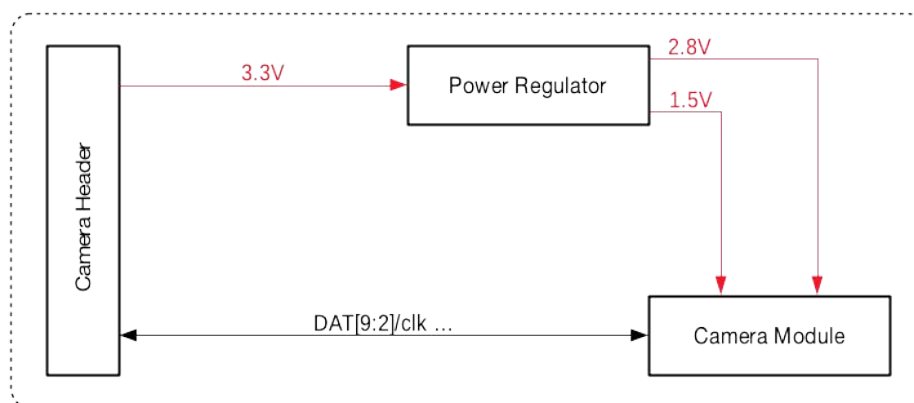 2.8V
3.3V
Power Regulator
1.5V
Camera Header
DAT[9:2]/clk ...
Camera Module